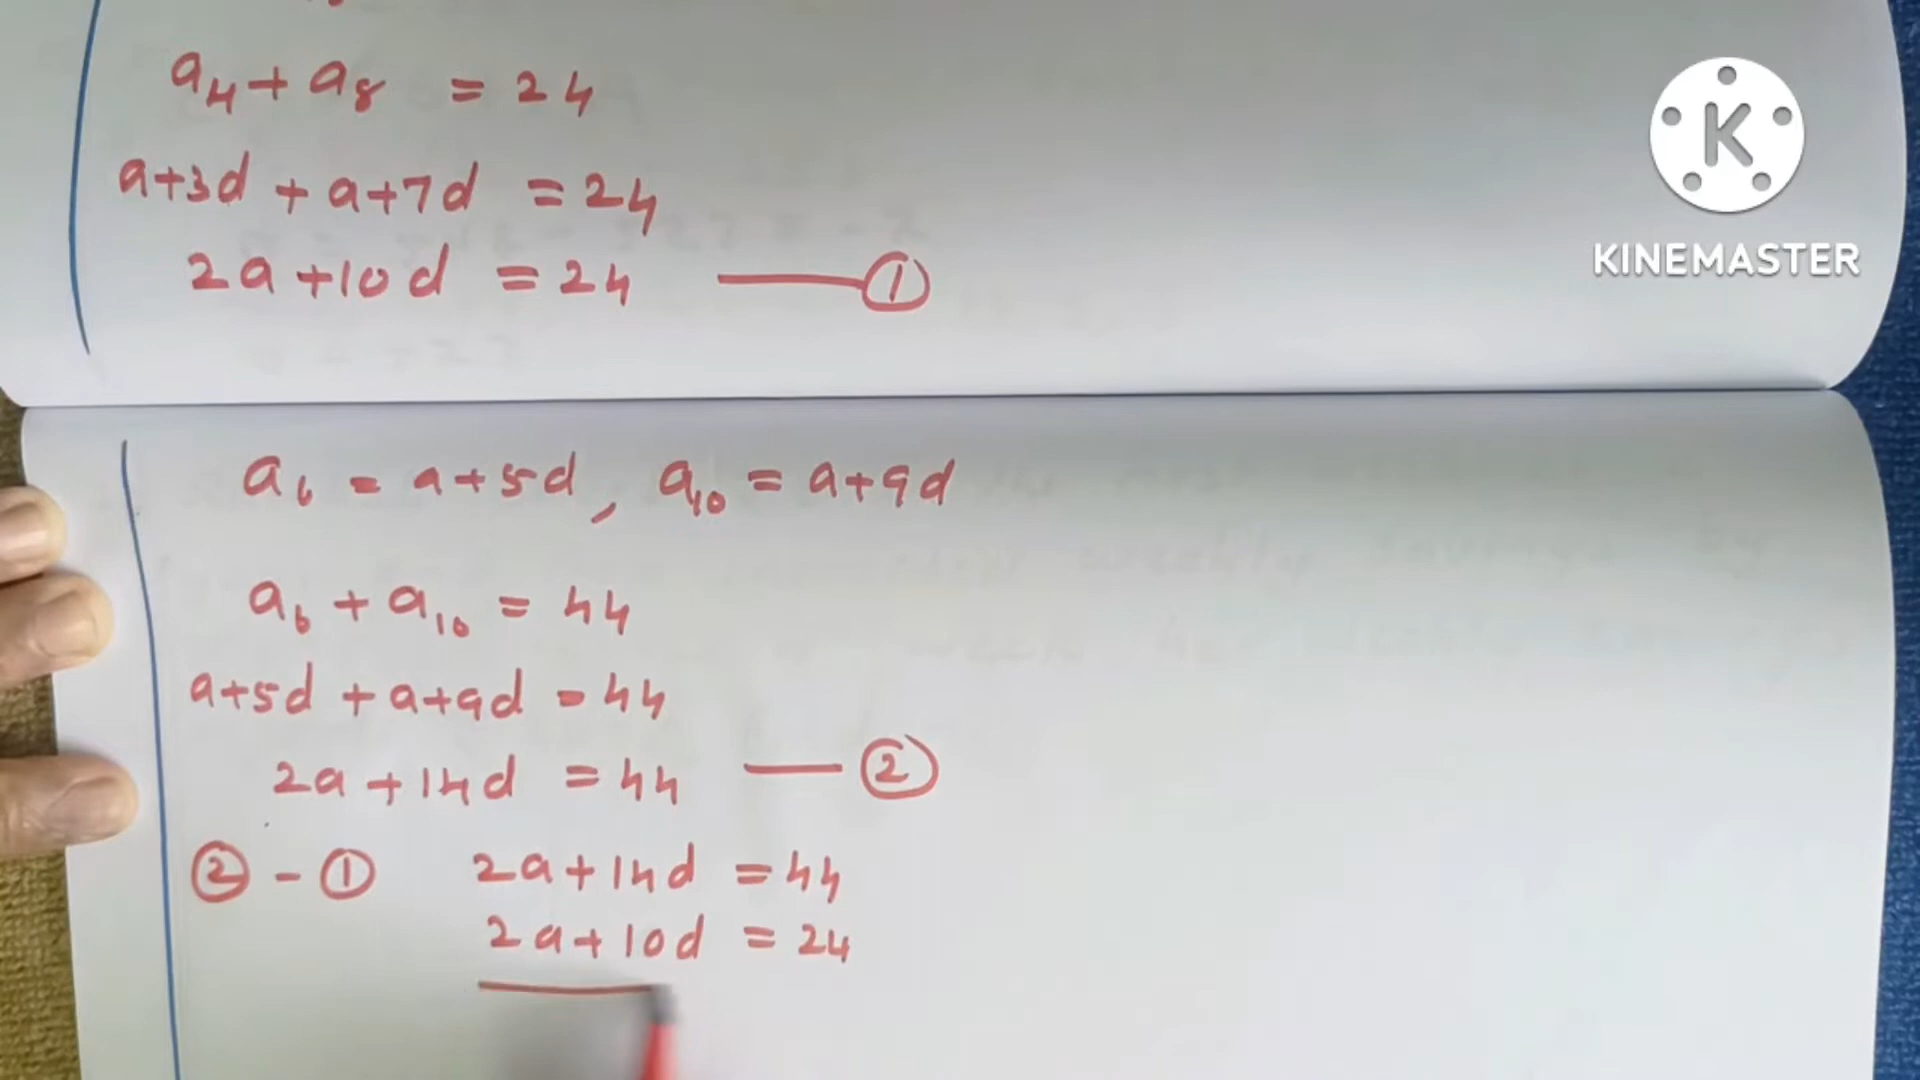 a₄ + a₈ = 24
a+3d + a+7d = 24
2a +10d = 24 —— ①
KINEMASTER
a₆ = a+5d, a₁₀ = a+9d
a₆ + a₁₀ = 44
a+5d + a+9d = 44
2a +14d = 44 —— ②
② - ① 2a+14d = 44
2a+10d = 24